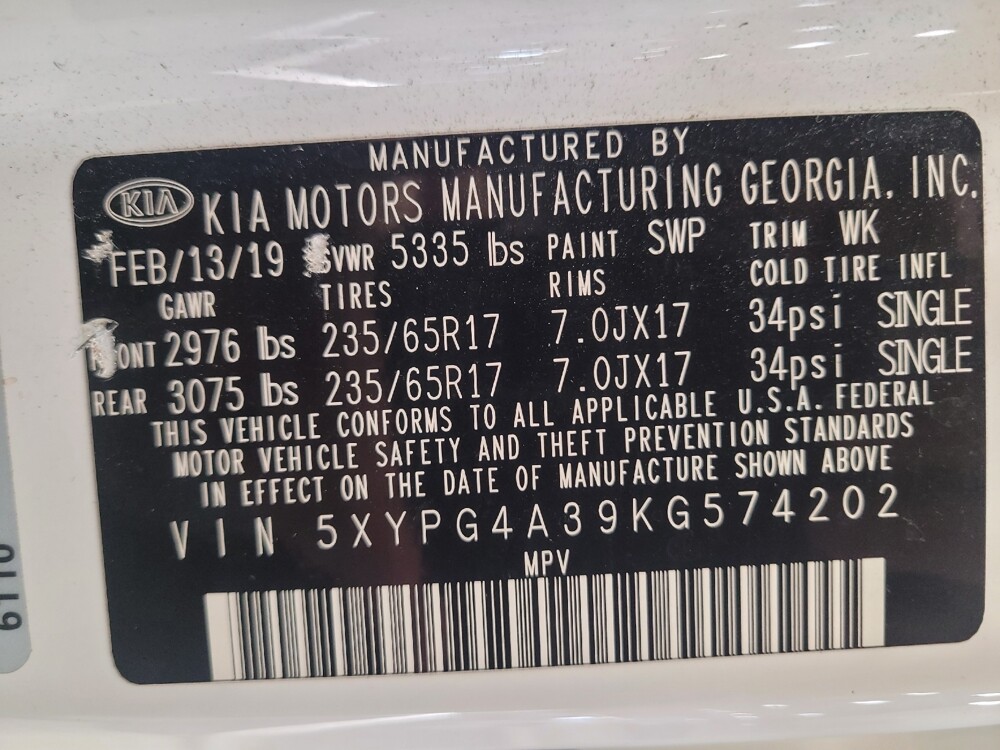 MANUFACTURED BY
KIA KIA MOTORS MANUFACTURING GEORGIA, INC.
FEB/13/19 GVWR 5335 lbs PAINT SWP TRIM WK
GAWR TIRES RIMS COLD TIRE INFL
FRONT 2976 lbs 235/65R17 7.0JX17 34psi SINGLE
REAR 3075 lbs 235/65R17 7.0JX17 34psi SINGLE
THIS VEHICLE CONFORMS TO ALL APPLICABLE U.S.A. FEDERAL
MOTOR VEHICLE SAFETY AND THEFT PREVENTION STANDARDS
IN EFFECT ON THE DATE OF MANUFACTURE SHOWN ABOVE
VIN 5XYPG4A39KG574202
MPV
6110